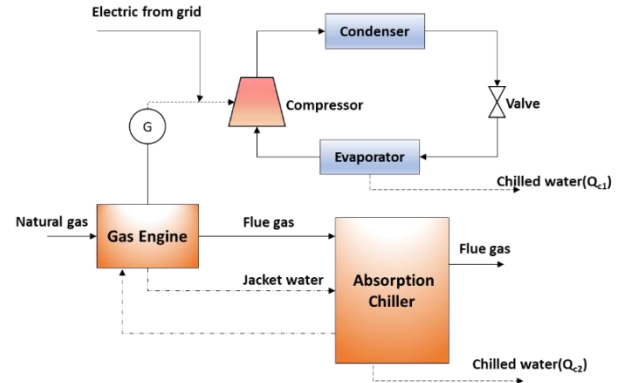 Electric from grid
Condenser
Compressor
Valve
G
Evaporator
Chilled water(Qc1)
Natural gas
Gas Engine
Flue gas
Flue gas
Jacket water
Absorption
Chiller
Chilled water(Qc2)